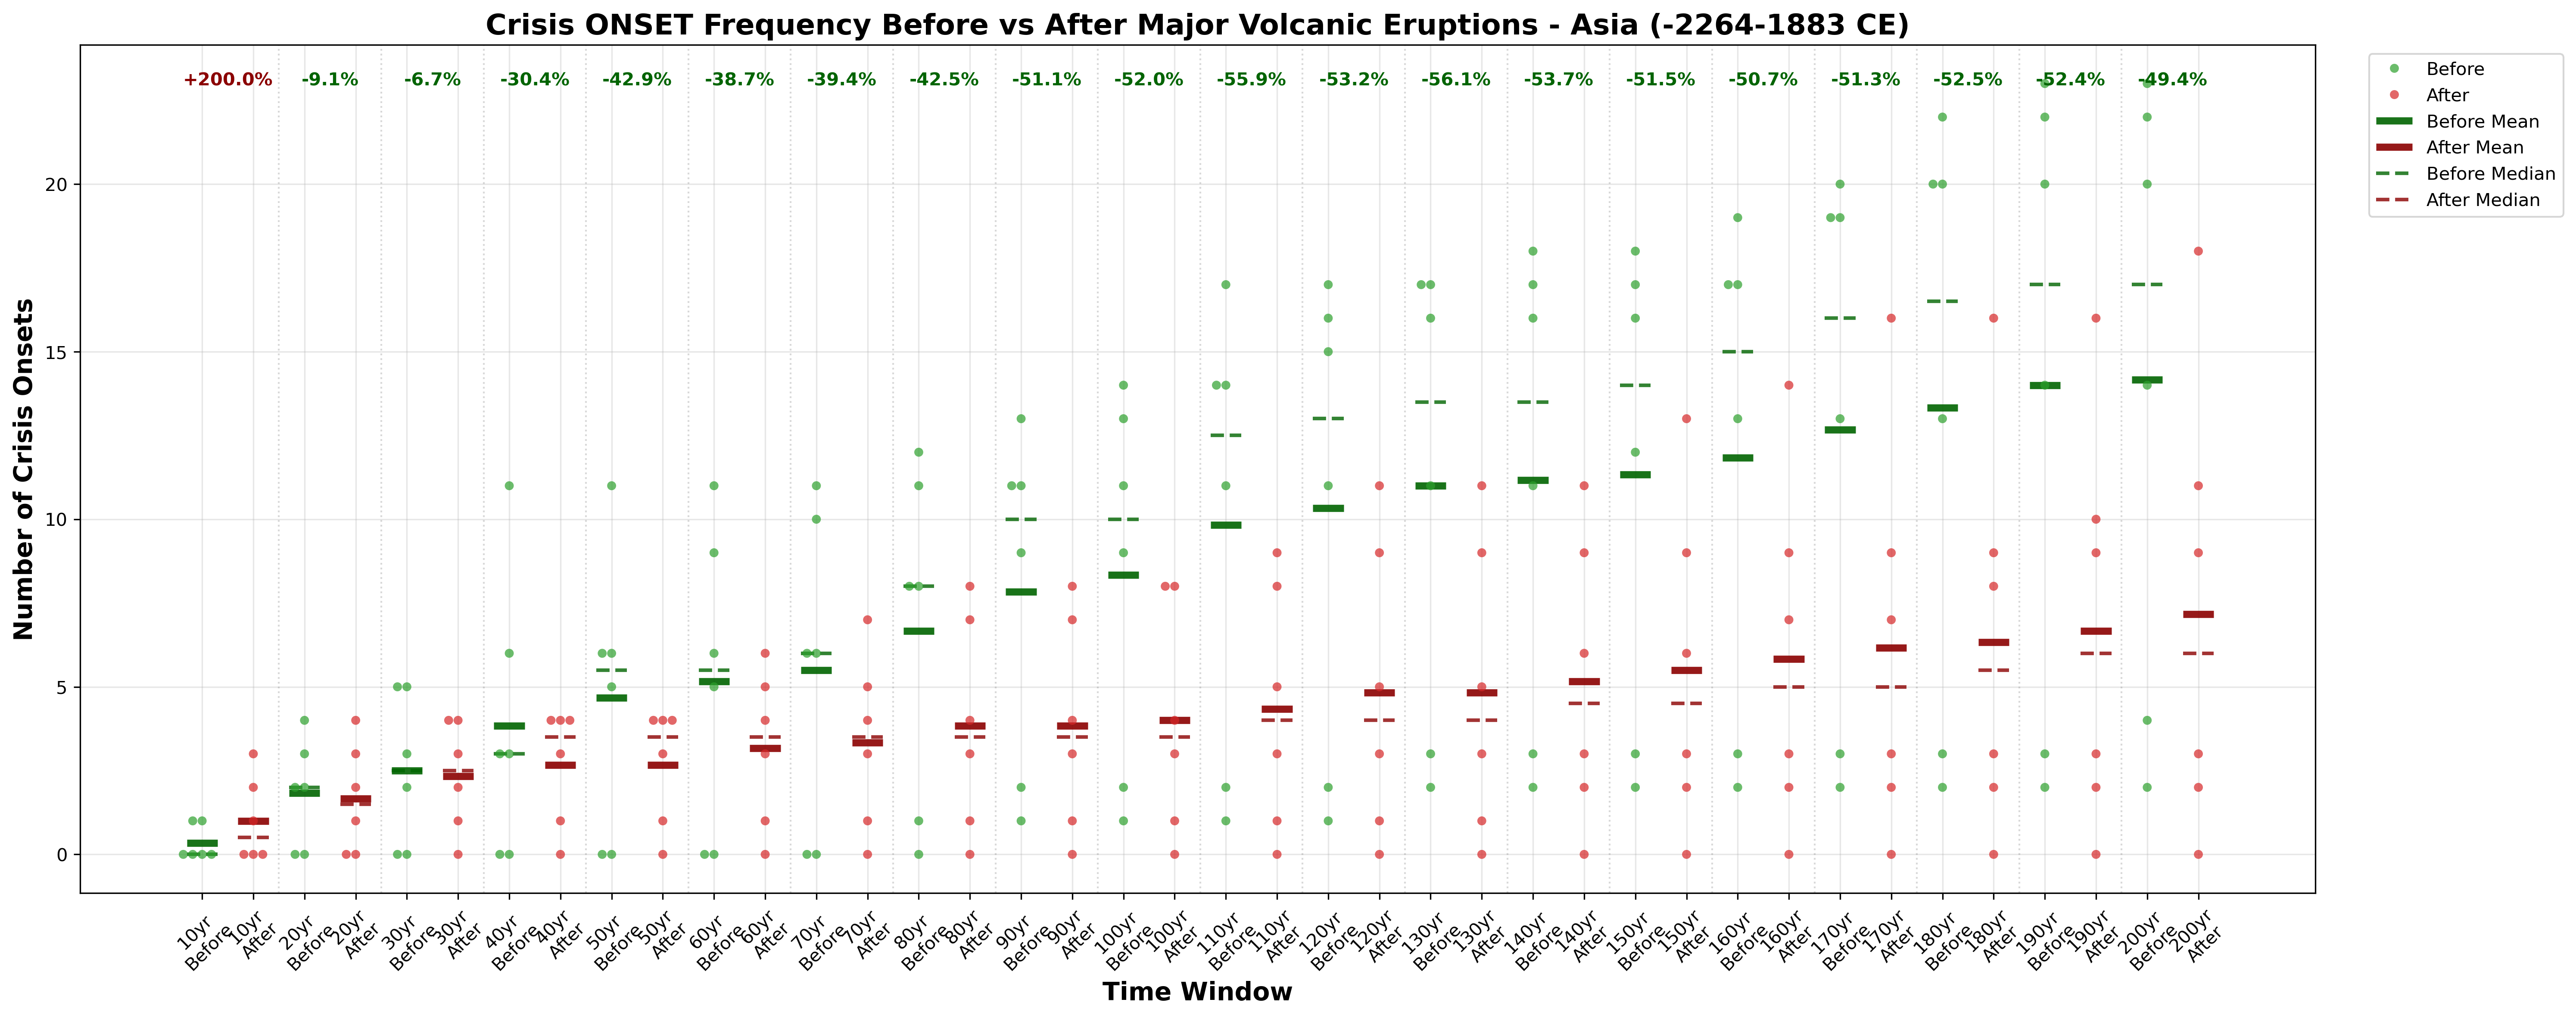 Crisis ONSET Frequency Before vs After Major Volcanic Eruptions - Asia (-2264-1883 CE)
+200.0% -9.1% -6.7% -30.4% -42.9% -38.7% -39.4% -42.5% -51.1% -52.0% -55.9% -53.2% -56.1% -53.7% -51.5% -50.7% -51.3% -52.5% -52.4% -49.4%
Before
After
Before Mean
After Mean
Before Median
After Median
Number of Crisis Onsets
20
15
10
5
0
10yr
Before
10yr
After
20yr
Before
20yr
After
30yr
Before
30yr
After
40yr
Before
40yr
After
50yr
Before
50yr
After
60yr
Before
60yr
After
70yr
Before
70yr
After
80yr
Before
80yr
After
90yr
Before
90yr
After
100yr
Before
100yr
After
110yr
Before
110yr
After
120yr
Before
120yr
After
130yr
Before
130yr
After
140yr
Before
140yr
After
150yr
Before
150yr
After
160yr
Before
160yr
After
170yr
Before
170yr
After
180yr
Before
180yr
After
190yr
Before
190yr
After
200yr
Before
200yr
After
Time Window